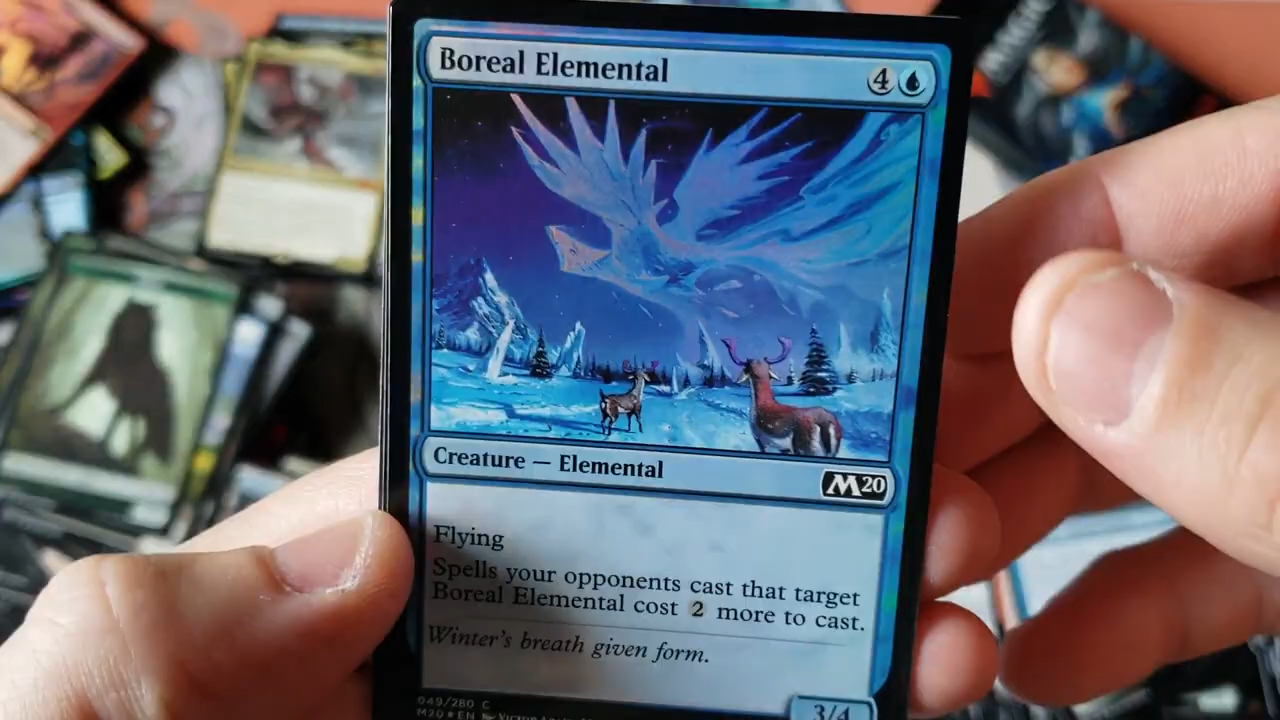 Boreal Elemental 4
Creature — Elemental M20
Flying
Spells your opponents cast that target
Boreal Elemental cost 2 more to cast.
Winter's breath given form.
049/280 C 3/4
M20 ★ EN